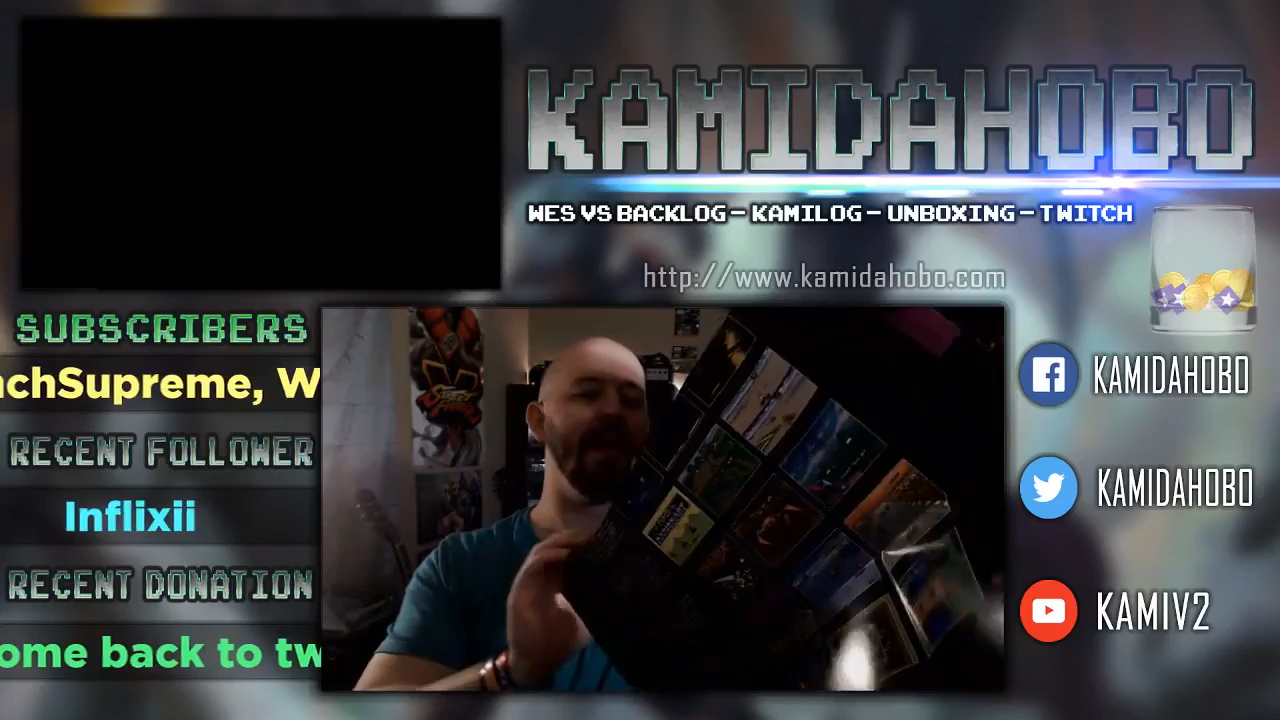 KAMIDAHOBO
WES VS BACKLOG - KAMILOG - UNBOXING - TWITCH
http://www.kamidahobo.com
SUBSCRIBERS
achSupreme, W
RECENT FOLLOWER
Inflixii
RECENT DONATION
ome back to tw
KAMIDAHOBO
KAMIDAHOBO
KAMIV2